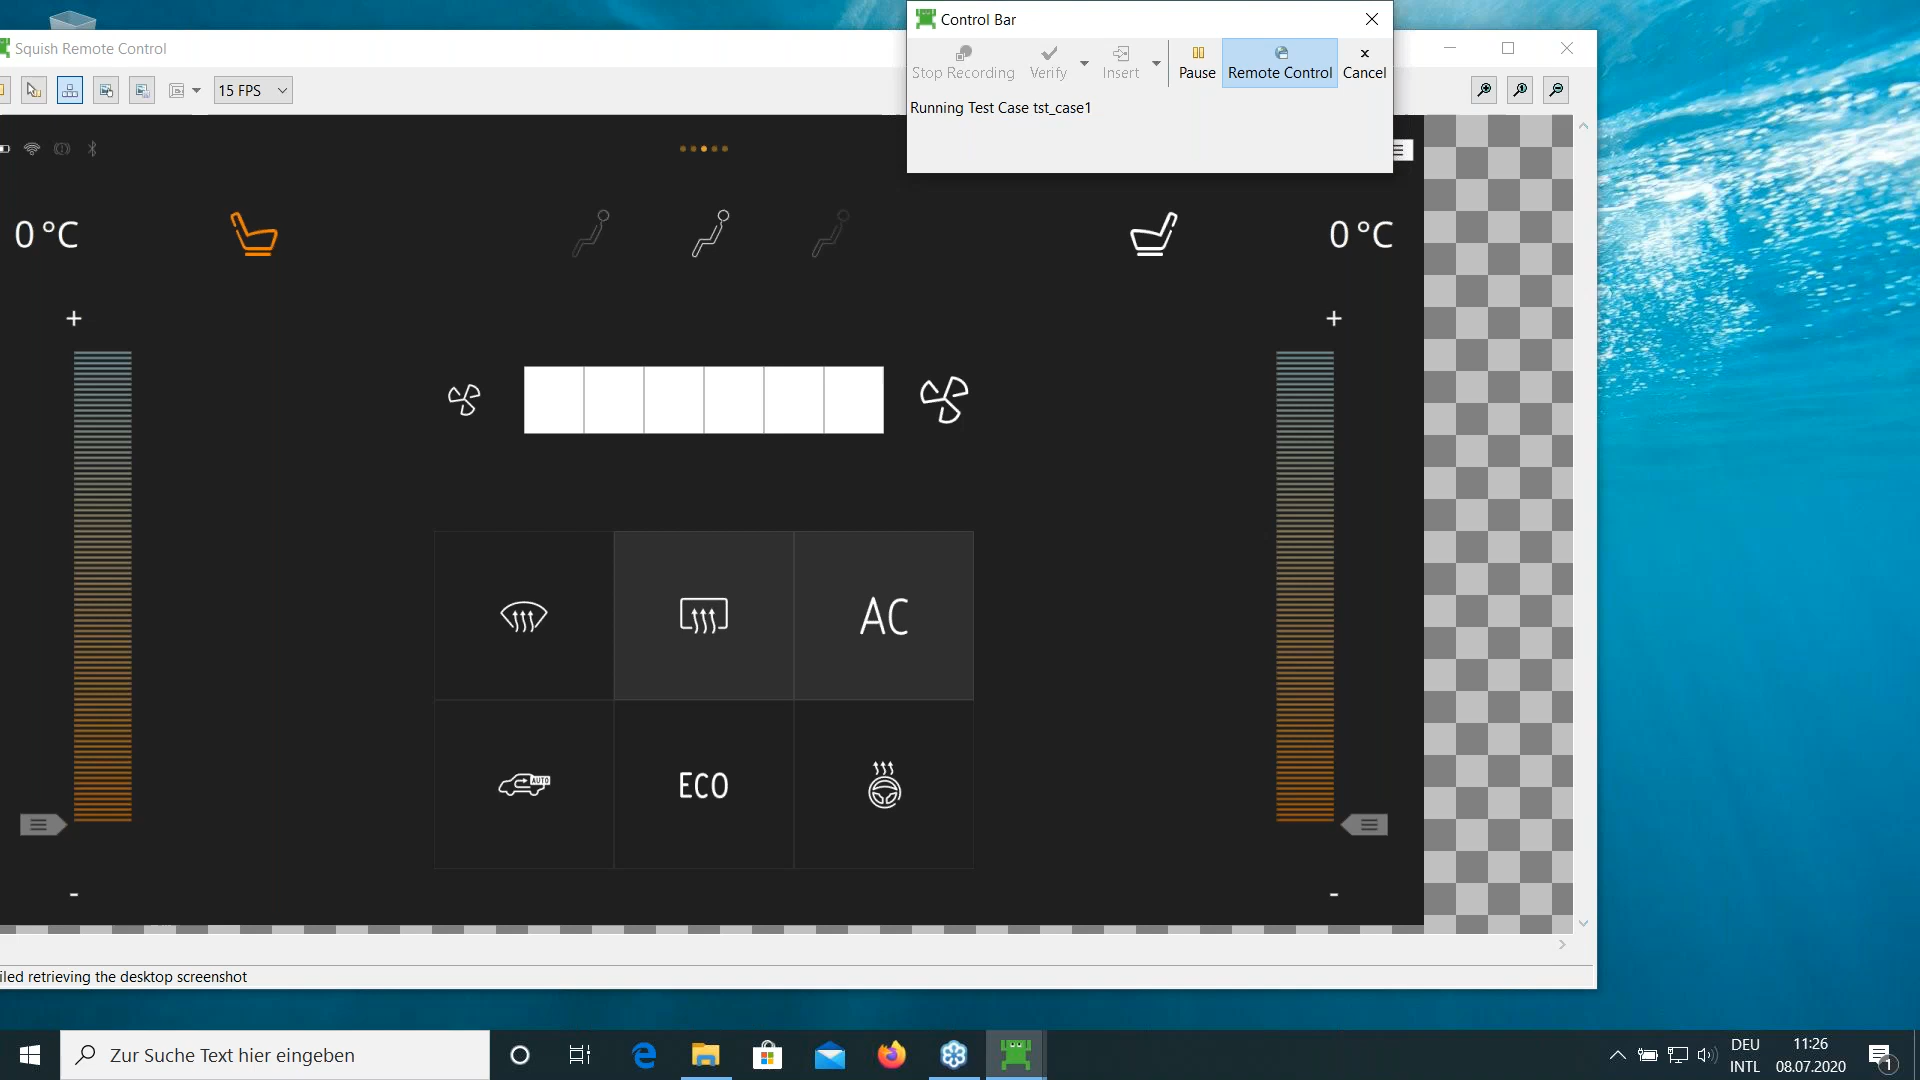 Control Bar
Squish Remote Control
Stop Recording
Verify
Insert
Pause
Remote Control
Cancel
15 FPS
Running Test Case tst_case1
0 °C
0 °C
+
+
AC
AUTO
ECO
-
-
iled retrieving the desktop screenshot
Zur Suche Text hier eingeben
DEU
INTL
11:26
08.07.2020
1